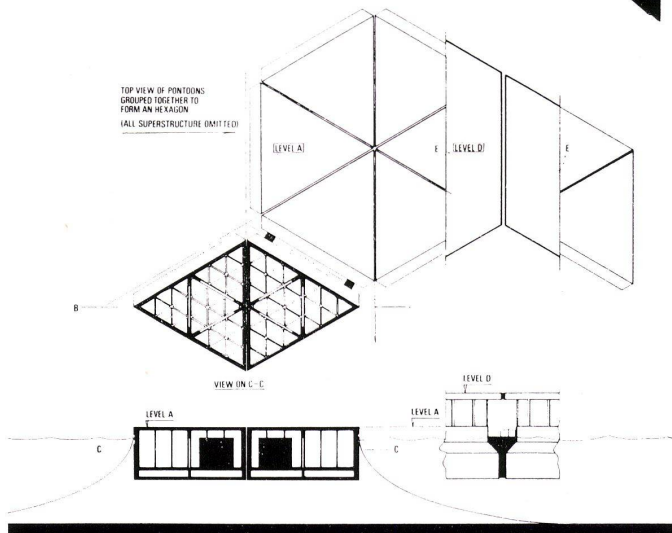 TOP VIEW OF PONTOONS
GROUPED TOGETHER TO
FORM AN HEXAGON
(ALL SUPERSTRUCTURE OMITTED)
[LEVEL A]
E
[LEVEL D]
E
B
VIEW ON C-C
LEVEL D
LEVEL A
LEVEL A
C
C